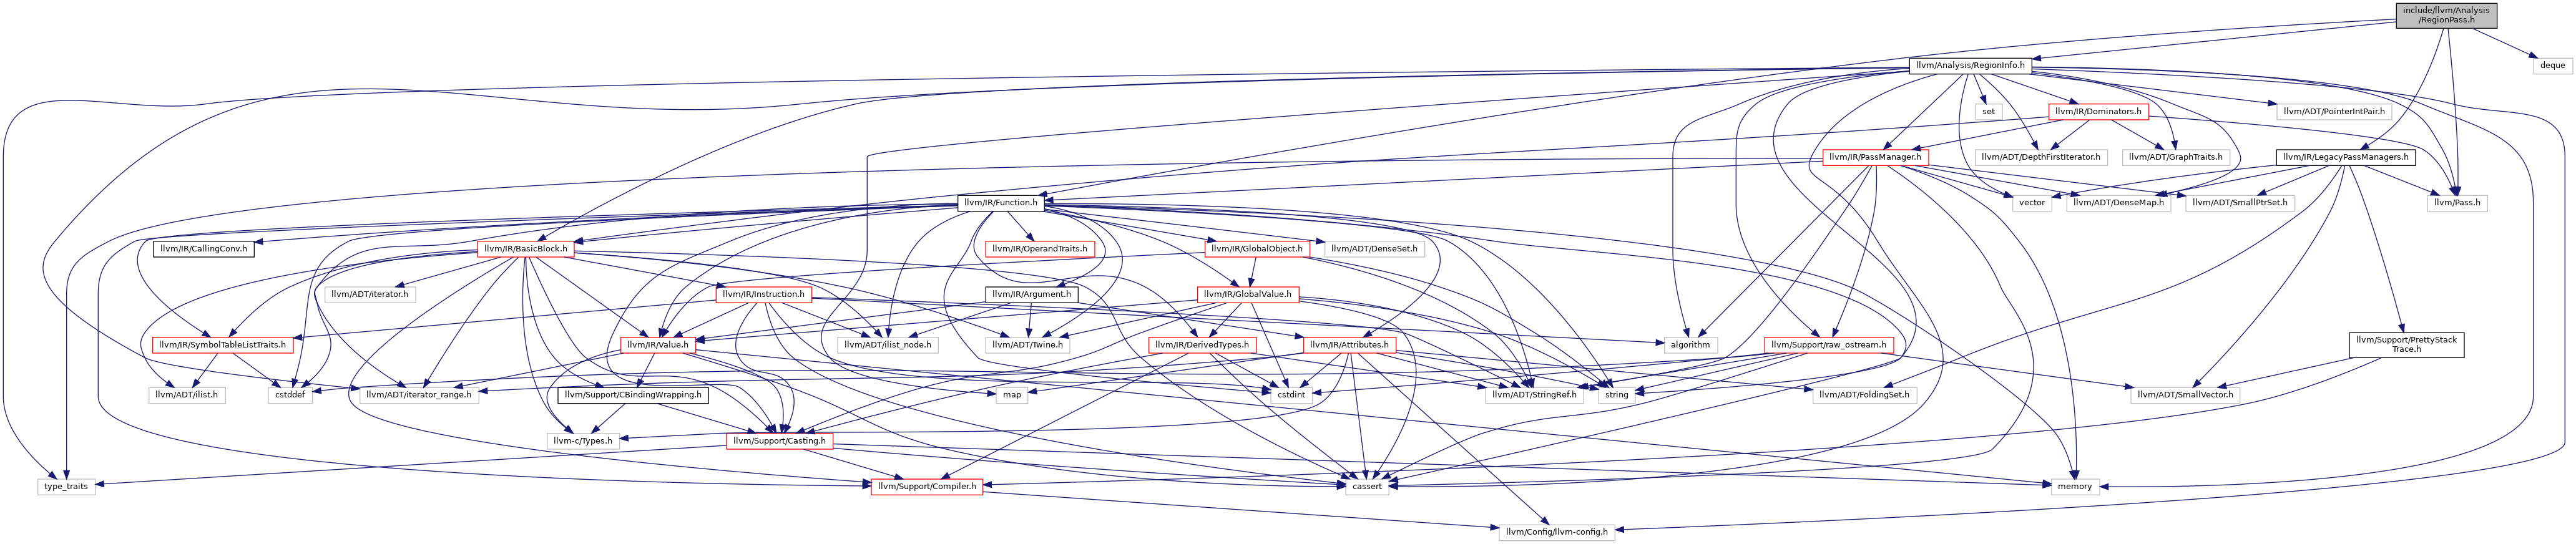 include/llvm/Analysis
/RegionPass.h
llvm/Analysis/RegionInfo.h
deque
set
llvm/IR/Dominators.h
llvm/ADT/PointerIntPair.h
llvm/IR/PassManager.h
llvm/ADT/DepthFirstIterator.h
llvm/ADT/GraphTraits.h
llvm/IR/LegacyPassManagers.h
llvm/IR/Function.h
vector
llvm/ADT/DenseMap.h
llvm/ADT/SmallPtrSet.h
llvm/Pass.h
llvm/IR/CallingConv.h
llvm/IR/BasicBlock.h
llvm/IR/OperandTraits.h
llvm/IR/GlobalObject.h
llvm/ADT/DenseSet.h
llvm/ADT/iterator.h
llvm/IR/Instruction.h
llvm/IR/Argument.h
llvm/IR/GlobalValue.h
llvm/IR/SymbolTableListTraits.h
llvm/IR/Value.h
llvm/ADT/ilist_node.h
llvm/ADT/Twine.h
llvm/IR/DerivedTypes.h
llvm/IR/Attributes.h
algorithm
llvm/Support/raw_ostream.h
llvm/Support/PrettyStack
Trace.h
llvm/ADT/ilist.h
cstddef
llvm/ADT/iterator_range.h
llvm/Support/CBindingWrapping.h
map
cstdint
llvm/ADT/StringRef.h
string
llvm/ADT/FoldingSet.h
llvm/ADT/SmallVector.h
llvm-c/Types.h
llvm/Support/Casting.h
type_traits
llvm/Support/Compiler.h
cassert
memory
llvm/Config/llvm-config.h